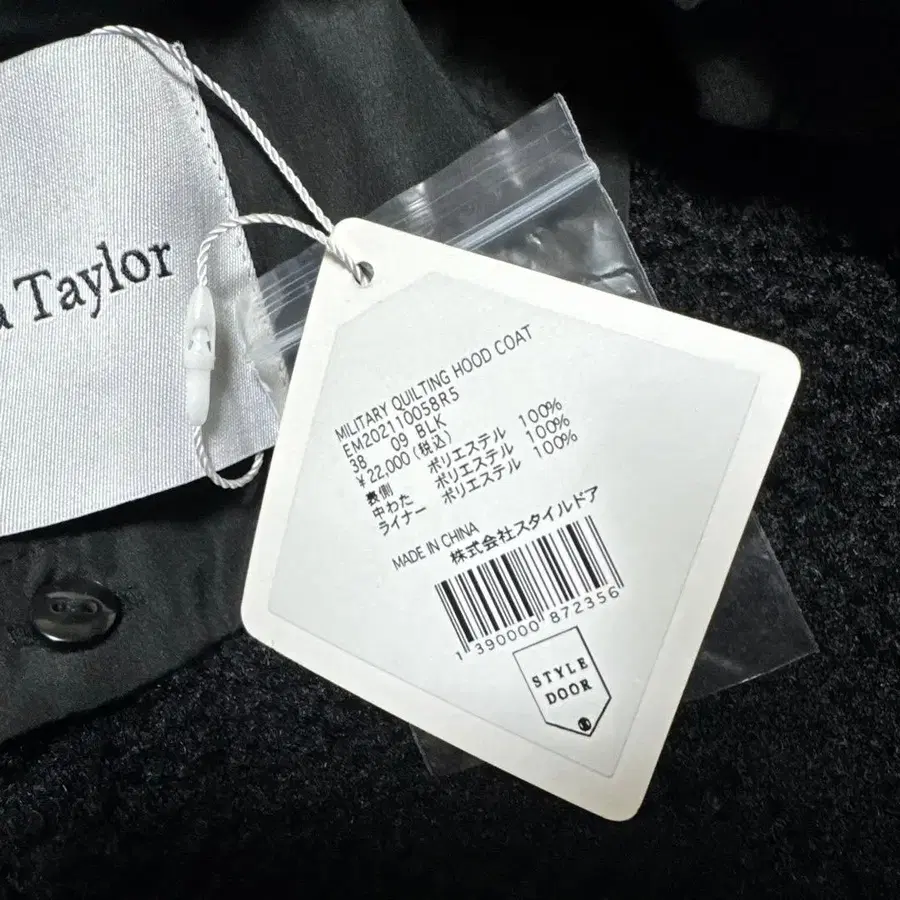 a Taylor
MILITARY QUILTING HOOD COAT
EM202110058R5
38 09 BLK
¥22,000(税込)
表側 ポリエステル 100%
中わた ポリエステル 100%
ライナー ポリエステル 100%
MADE IN CHINA
株式会社スタイルドア
1 390000 872356
STYLE
DOOR